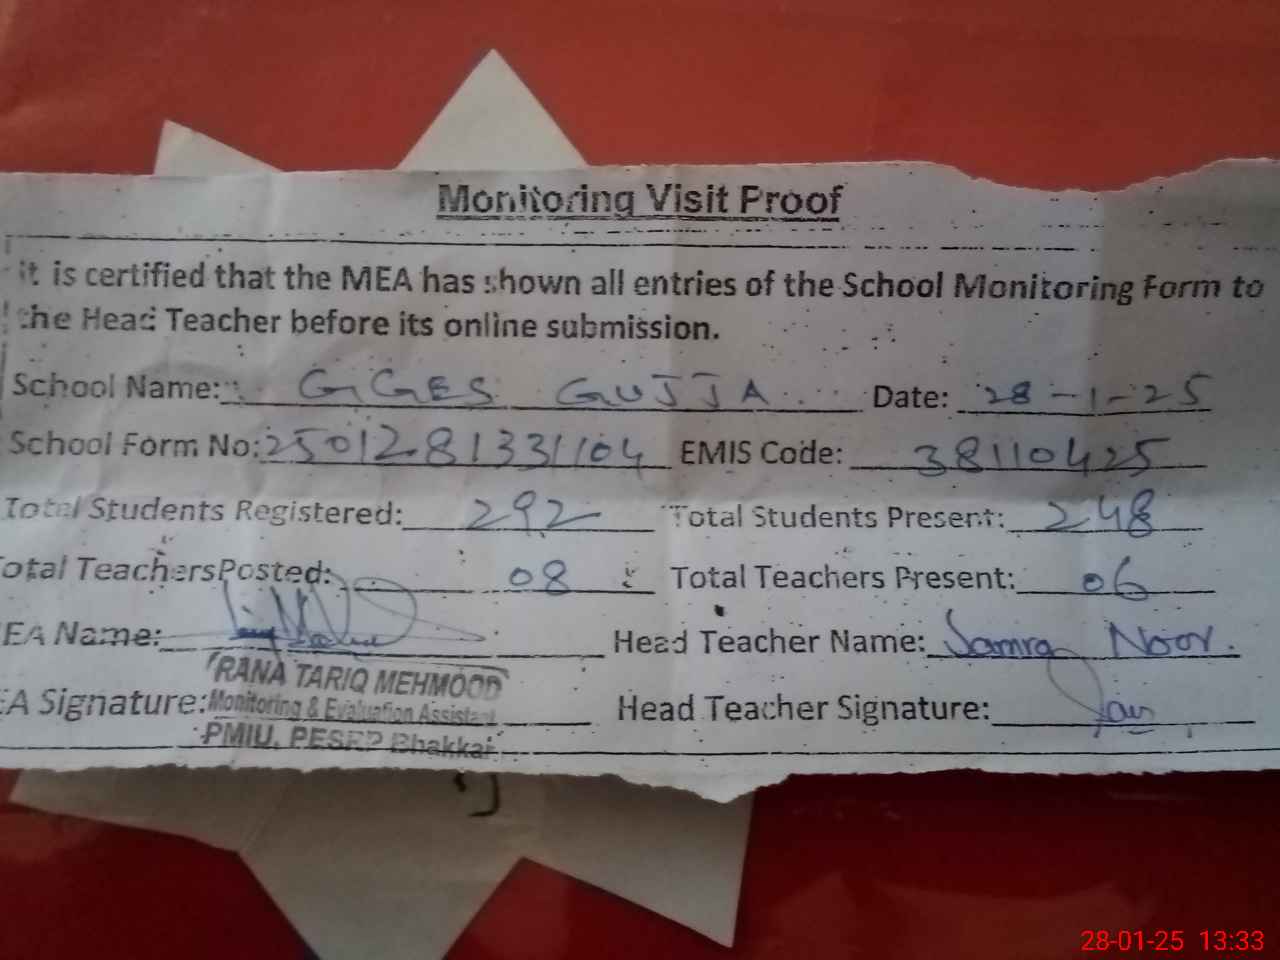 Monitoring Visit Proof
it is certified that the MEA has shown all entries of the School Monitoring Form to
the Head Teacher before its online submission.
School Name: GGES GUJJA Date: 28-1-25
School Form No: 2501281331104 EMIS Code: 38110425
Total Students Registered: 292 Total Students Present: 248
otal TeachersPosted: 08 Total Teachers Present: 06
EA Name: Head Teacher Name: Samra Noor.
RANA TARIQ MEHMOOD
EA Signature: Monitoring & Evaluation Assistant Head Teacher Signature:
PMIU, PESRP Bhakkar
28-01-25 13:33